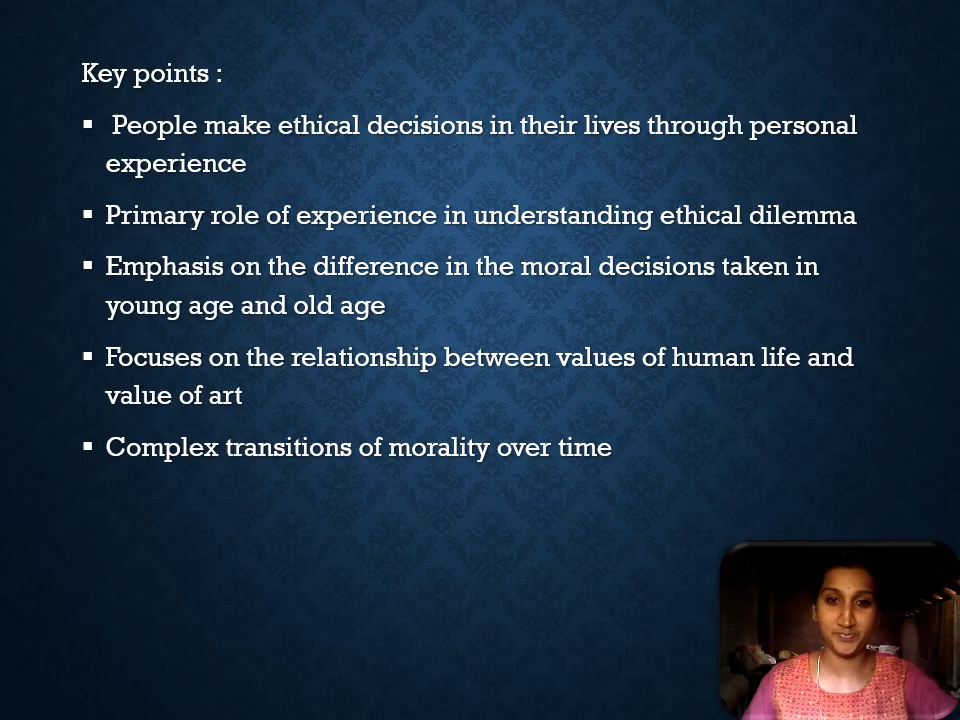 Key points :
▪ People make ethical decisions in their lives through personal
experience
▪ Primary role of experience in understanding ethical dilemma
▪ Emphasis on the difference in the moral decisions taken in
young age and old age
▪ Focuses on the relationship between values of human life and
value of art
▪ Complex transitions of morality over time